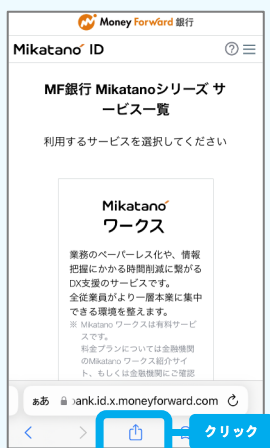 Money Forward 銀行
Mikatano ID
MF銀行 Mikatanoシリーズ サ
ービス一覧
利用するサービスを選択してください
Mikatano
ワークス
業務のペーパーレス化や、情報
把握にかかる時間削減に繋がる
DX支援のサービスです。
全従業員がより一層本業に集中
できる環境を整えます。
※ Mikatano ワークスは有料サービ
スです。
料金プランについては金融機関
のMikatano ワークス紹介サイ
ト、もしくは金融機関にご確認
ぁあ ank.id.x.moneyforward.com
クリック